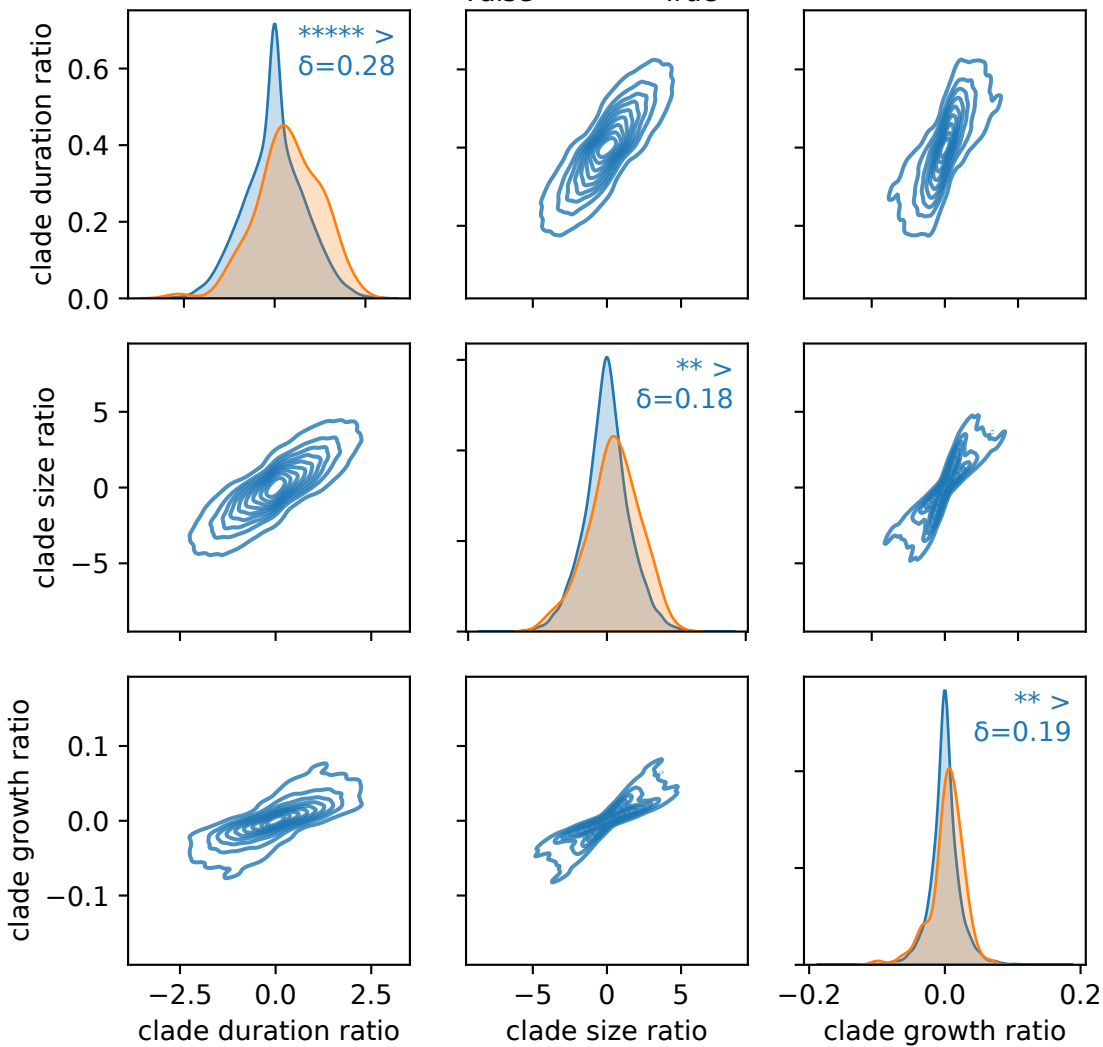 clade duration ratio
0.6
0.4
0.2
0.0
***** >
δ=0.28
clade size ratio
5
0
−5
** >
δ=0.18
clade growth ratio
0.1
0.0
−0.1
** >
δ=0.19
−2.5 0.0 2.5
−5 0 5
−0.2 0.0 0.2
clade duration ratio
clade size ratio
clade growth ratio